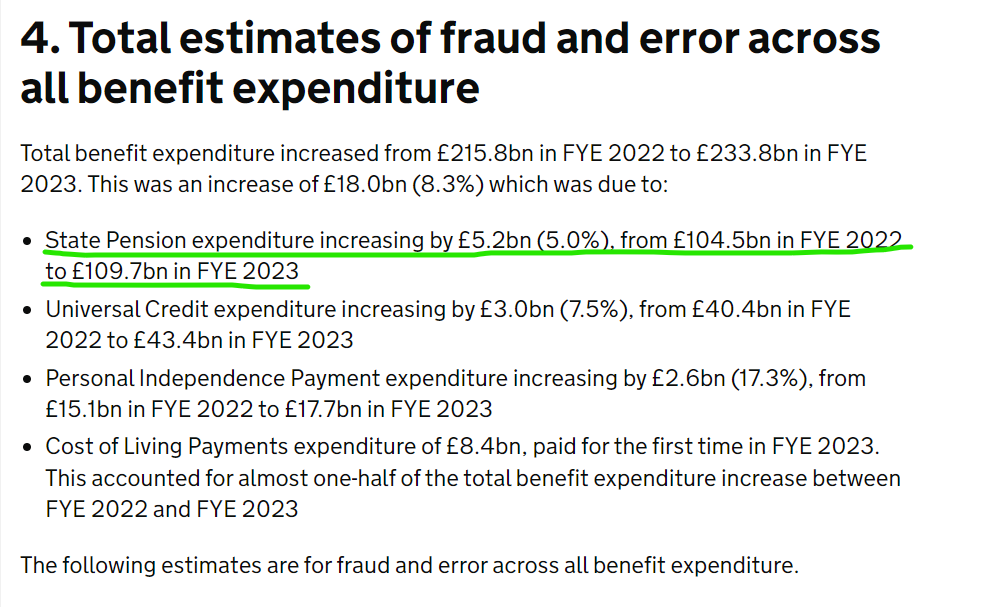 4. Total estimates of fraud and error across
all benefit expenditure
Total benefit expenditure increased from £215.8bn in FYE 2022 to £233.8bn in FYE
2023. This was an increase of £18.0bn (8.3%) which was due to:
• State Pension expenditure increasing by £5.2bn (5.0%), from £104.5bn in FYE 2022
to £109.7bn in FYE 2023
• Universal Credit expenditure increasing by £3.0bn (7.5%), from £40.4bn in FYE
2022 to £43.4bn in FYE 2023
• Personal Independence Payment expenditure increasing by £2.6bn (17.3%), from
£15.1bn in FYE 2022 to £17.7bn in FYE 2023
• Cost of Living Payments expenditure of £8.4bn, paid for the first time in FYE 2023.
This accounted for almost one-half of the total benefit expenditure increase between
FYE 2022 and FYE 2023
The following estimates are for fraud and error across all benefit expenditure.